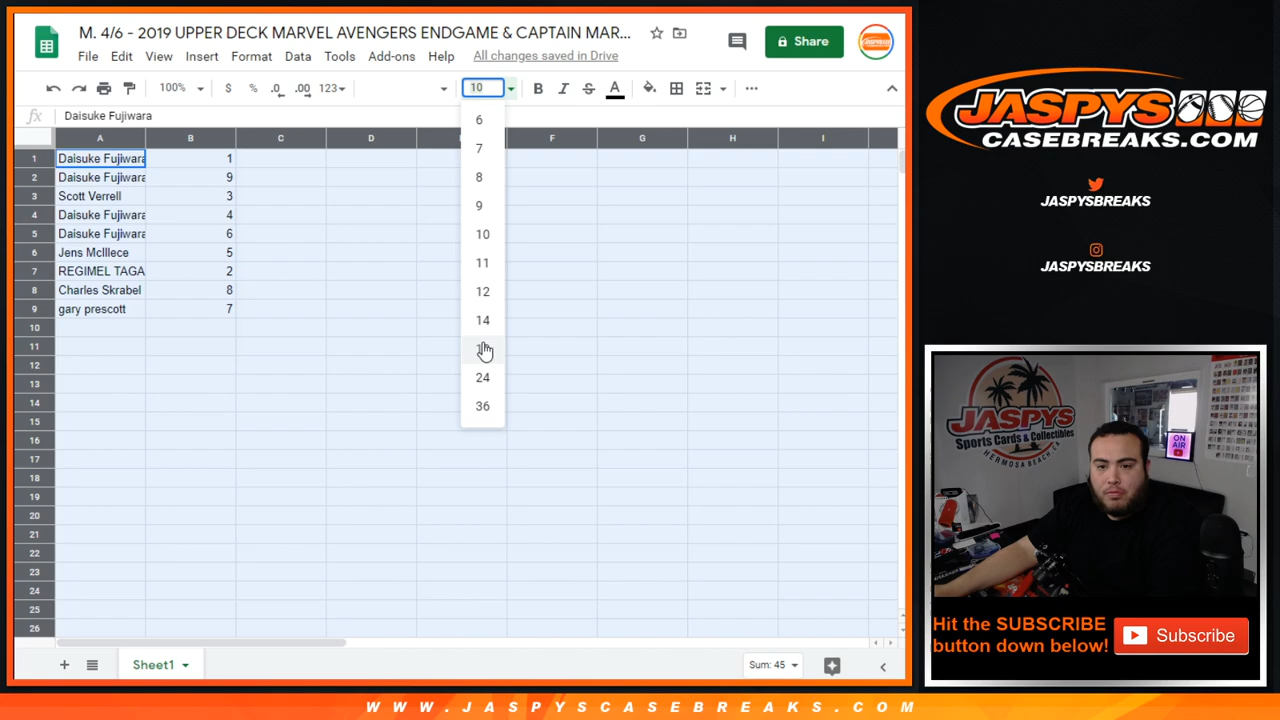 M. 4/6 - 2019 UPPER DECK MARVEL AVENGERS ENDGAME & CAPTAIN MAR...
Share
File Edit View Insert Format Data Tools Add-ons Help All changes saved in Drive
100% $ % .0 .00 123 10 B I S A
fx Daisuke Fujiwara
A B C D F G H I
1 Daisuke Fujiwara 1
2 Daisuke Fujiwara 9
3 Scott Verrell 3
4 Daisuke Fujiwara 4
5 Daisuke Fujiwara 6
6 Jens McIllece 5
7 REGIMEL TAGA 2
8 Charles Skrabel 8
9 gary prescott 7
10
11
12
13
14
15
16
17
18
19
20
21
22
23
24
25
26
6
7
8
9
10
11
12
14
24
36
Sheet1
Sum: 45
JASPYS
CASEBREAKS.COM
JASPYSBREAKS
JASPYSBREAKS
JASPYS
Sports Cards & Collectibles
HERMOSA BEACH, CA
ON
AIR
Hit the SUBSCRIBE
button down below!
Subscribe
WWW.JASPYSCASEBREAKS.COM